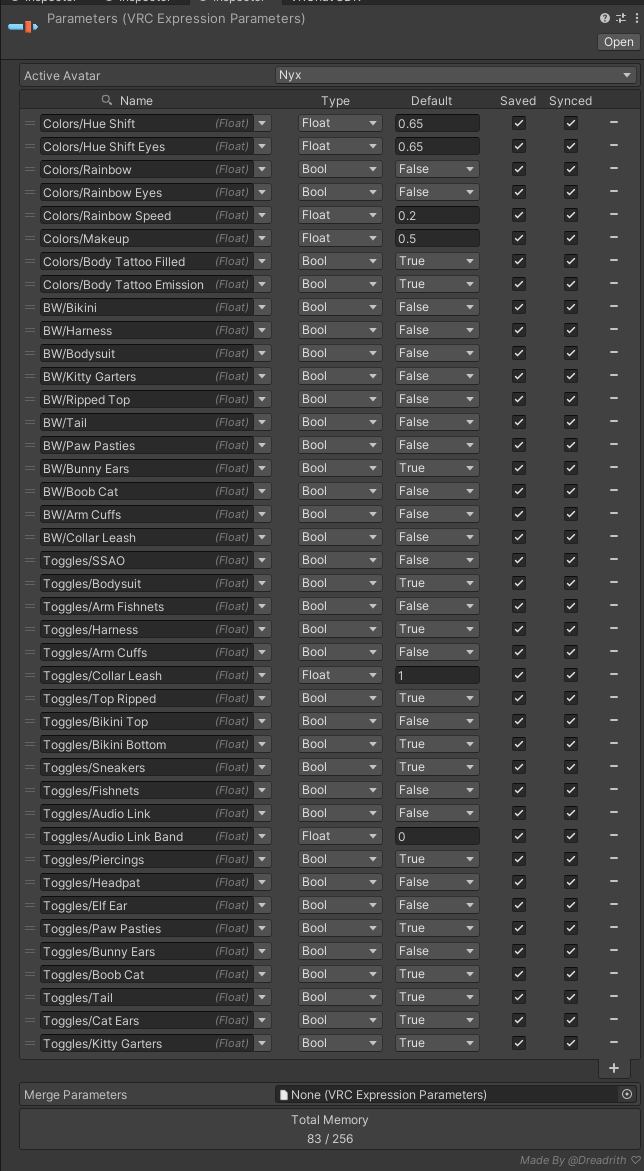 Parameters (VRC Expression Parameters)
Open
Active Avatar Nyx
Name Type Default Saved Synced
Colors/Hue Shift (Float) Float 0.65
Colors/Hue Shift Eyes (Float) Float 0.65
Colors/Rainbow (Float) Bool False
Colors/Rainbow Eyes (Float) Bool False
Colors/Rainbow Speed (Float) Float 0.2
Colors/Makeup (Float) Float 0.5
Colors/Body Tattoo Filled (Float) Bool True
Colors/Body Tattoo Emission (Float) Bool True
BW/Bikini (Float) Bool False
BW/Harness (Float) Bool False
BW/Bodysuit (Float) Bool False
BW/Kitty Garters (Float) Bool False
BW/Ripped Top (Float) Bool False
BW/Tail (Float) Bool False
BW/Paw Pasties (Float) Bool False
BW/Bunny Ears (Float) Bool True
BW/Boob Cat (Float) Bool False
BW/Arm Cuffs (Float) Bool False
BW/Collar Leash (Float) Bool False
Toggles/SSAO (Float) Bool False
Toggles/Bodysuit (Float) Bool True
Toggles/Arm Fishnets (Float) Bool False
Toggles/Harness (Float) Bool True
Toggles/Arm Cuffs (Float) Bool False
Toggles/Collar Leash (Float) Float 1
Toggles/Top Ripped (Float) Bool True
Toggles/Bikini Top (Float) Bool False
Toggles/Bikini Bottom (Float) Bool True
Toggles/Sneakers (Float) Bool True
Toggles/Fishnets (Float) Bool False
Toggles/Audio Link (Float) Bool False
Toggles/Audio Link Band (Float) Float 0
Toggles/Piercings (Float) Bool True
Toggles/Headpat (Float) Bool False
Toggles/Elf Ear (Float) Bool False
Toggles/Paw Pasties (Float) Bool True
Toggles/Bunny Ears (Float) Bool False
Toggles/Boob Cat (Float) Bool True
Toggles/Tail (Float) Bool True
Toggles/Cat Ears (Float) Bool True
Toggles/Kitty Garters (Float) Bool True
Merge Parameters None (VRC Expression Parameters)
Total Memory
83 / 256
Made By @Dreadrith ♡